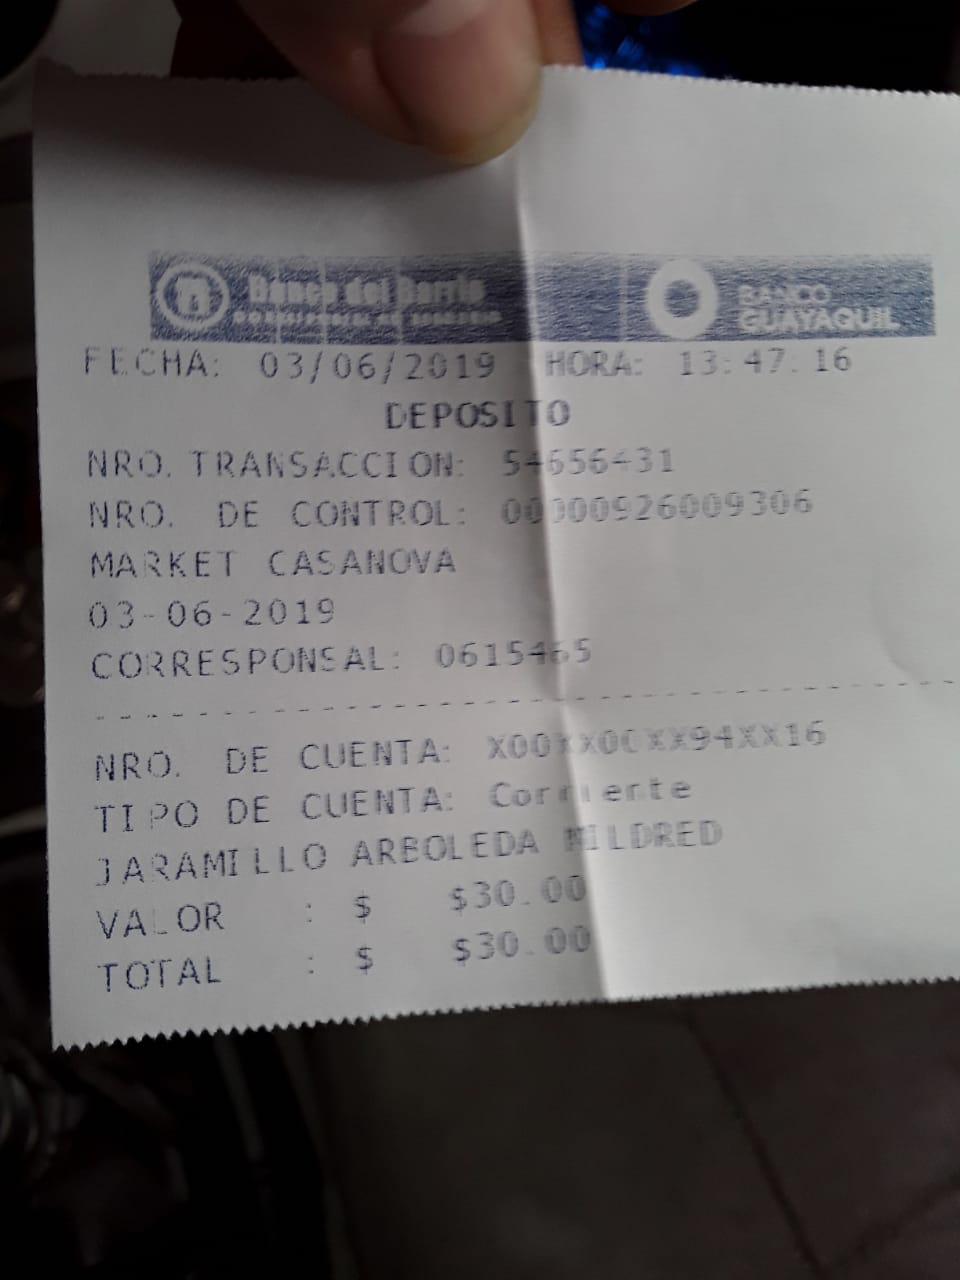 Banco del Barrio
BANCO
GUAYAQUIL
FECHA: 03/06/2019 HORA: 13:47:16
DEPOSITO
NRO. TRANSACCION: 54656431
NRO. DE CONTROL: 00000926009306
MARKET CASANOVA
03-06-2019
CORRESPONSAL: 0615465
NRO. DE CUENTA: X00XX00XX94XX16
TIPO DE CUENTA: Corriente
JARAMILLO ARBOLEDA MILDRED
VALOR : $ $30.00
TOTAL : $ $30.00